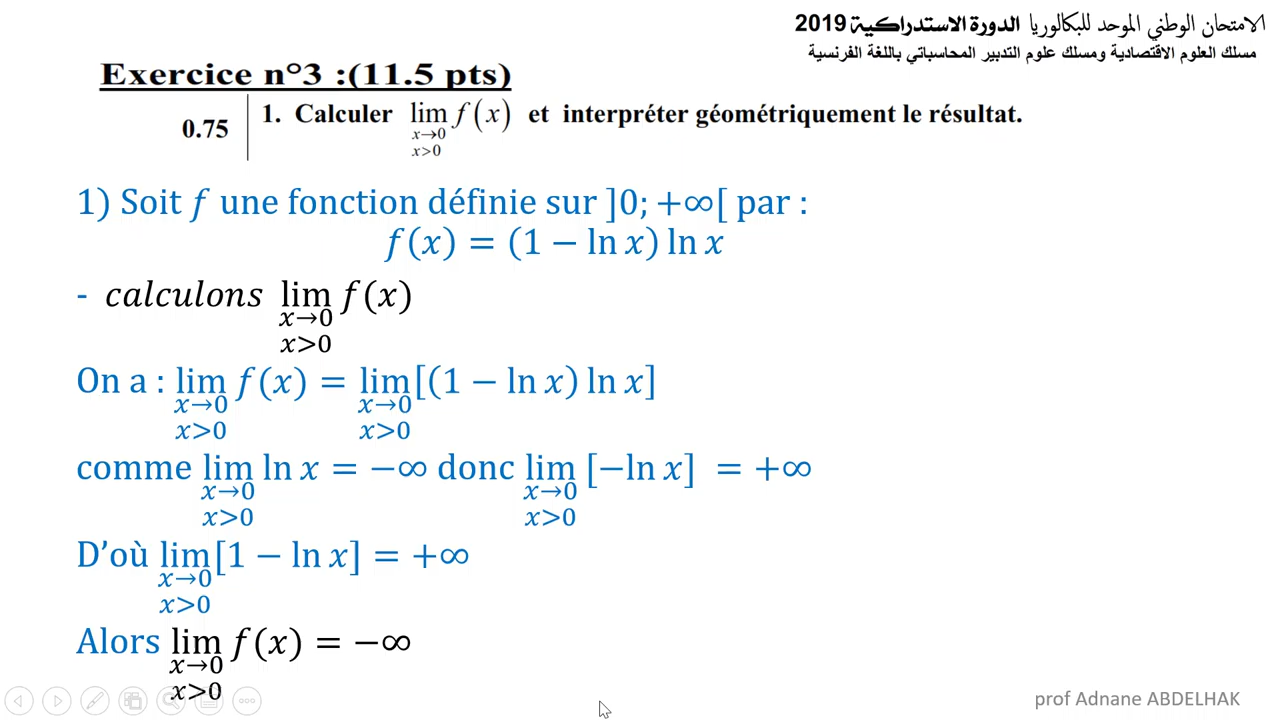 الامتحان الوطني الموحد للبكالوريا الدورة الاستدراكية 2019
مسلك العلوم الاقتصادية ومسلك علوم التدبير المحاسباتي باللغة الفرنسية
Exercice n°3 :(11.5 pts)
0.75 1. Calculer lim f(x) et interpréter géométriquement le résultat.
x→0
x>0
1) Soit f une fonction définie sur ]0; +∞[ par :
f(x) = (1 − ln x) ln x
- calculons lim f(x)
x→0
x>0
On a : lim f(x) = lim[(1 − ln x) ln x]
x→0 x→0
x>0 x>0
comme lim ln x = −∞ donc lim [−ln x] = +∞
x→0 x→0
x>0 x>0
D’où lim[1 − ln x] = +∞
x→0
x>0
Alors lim f(x) = −∞
x→0
x>0
prof Adnane ABDELHAK